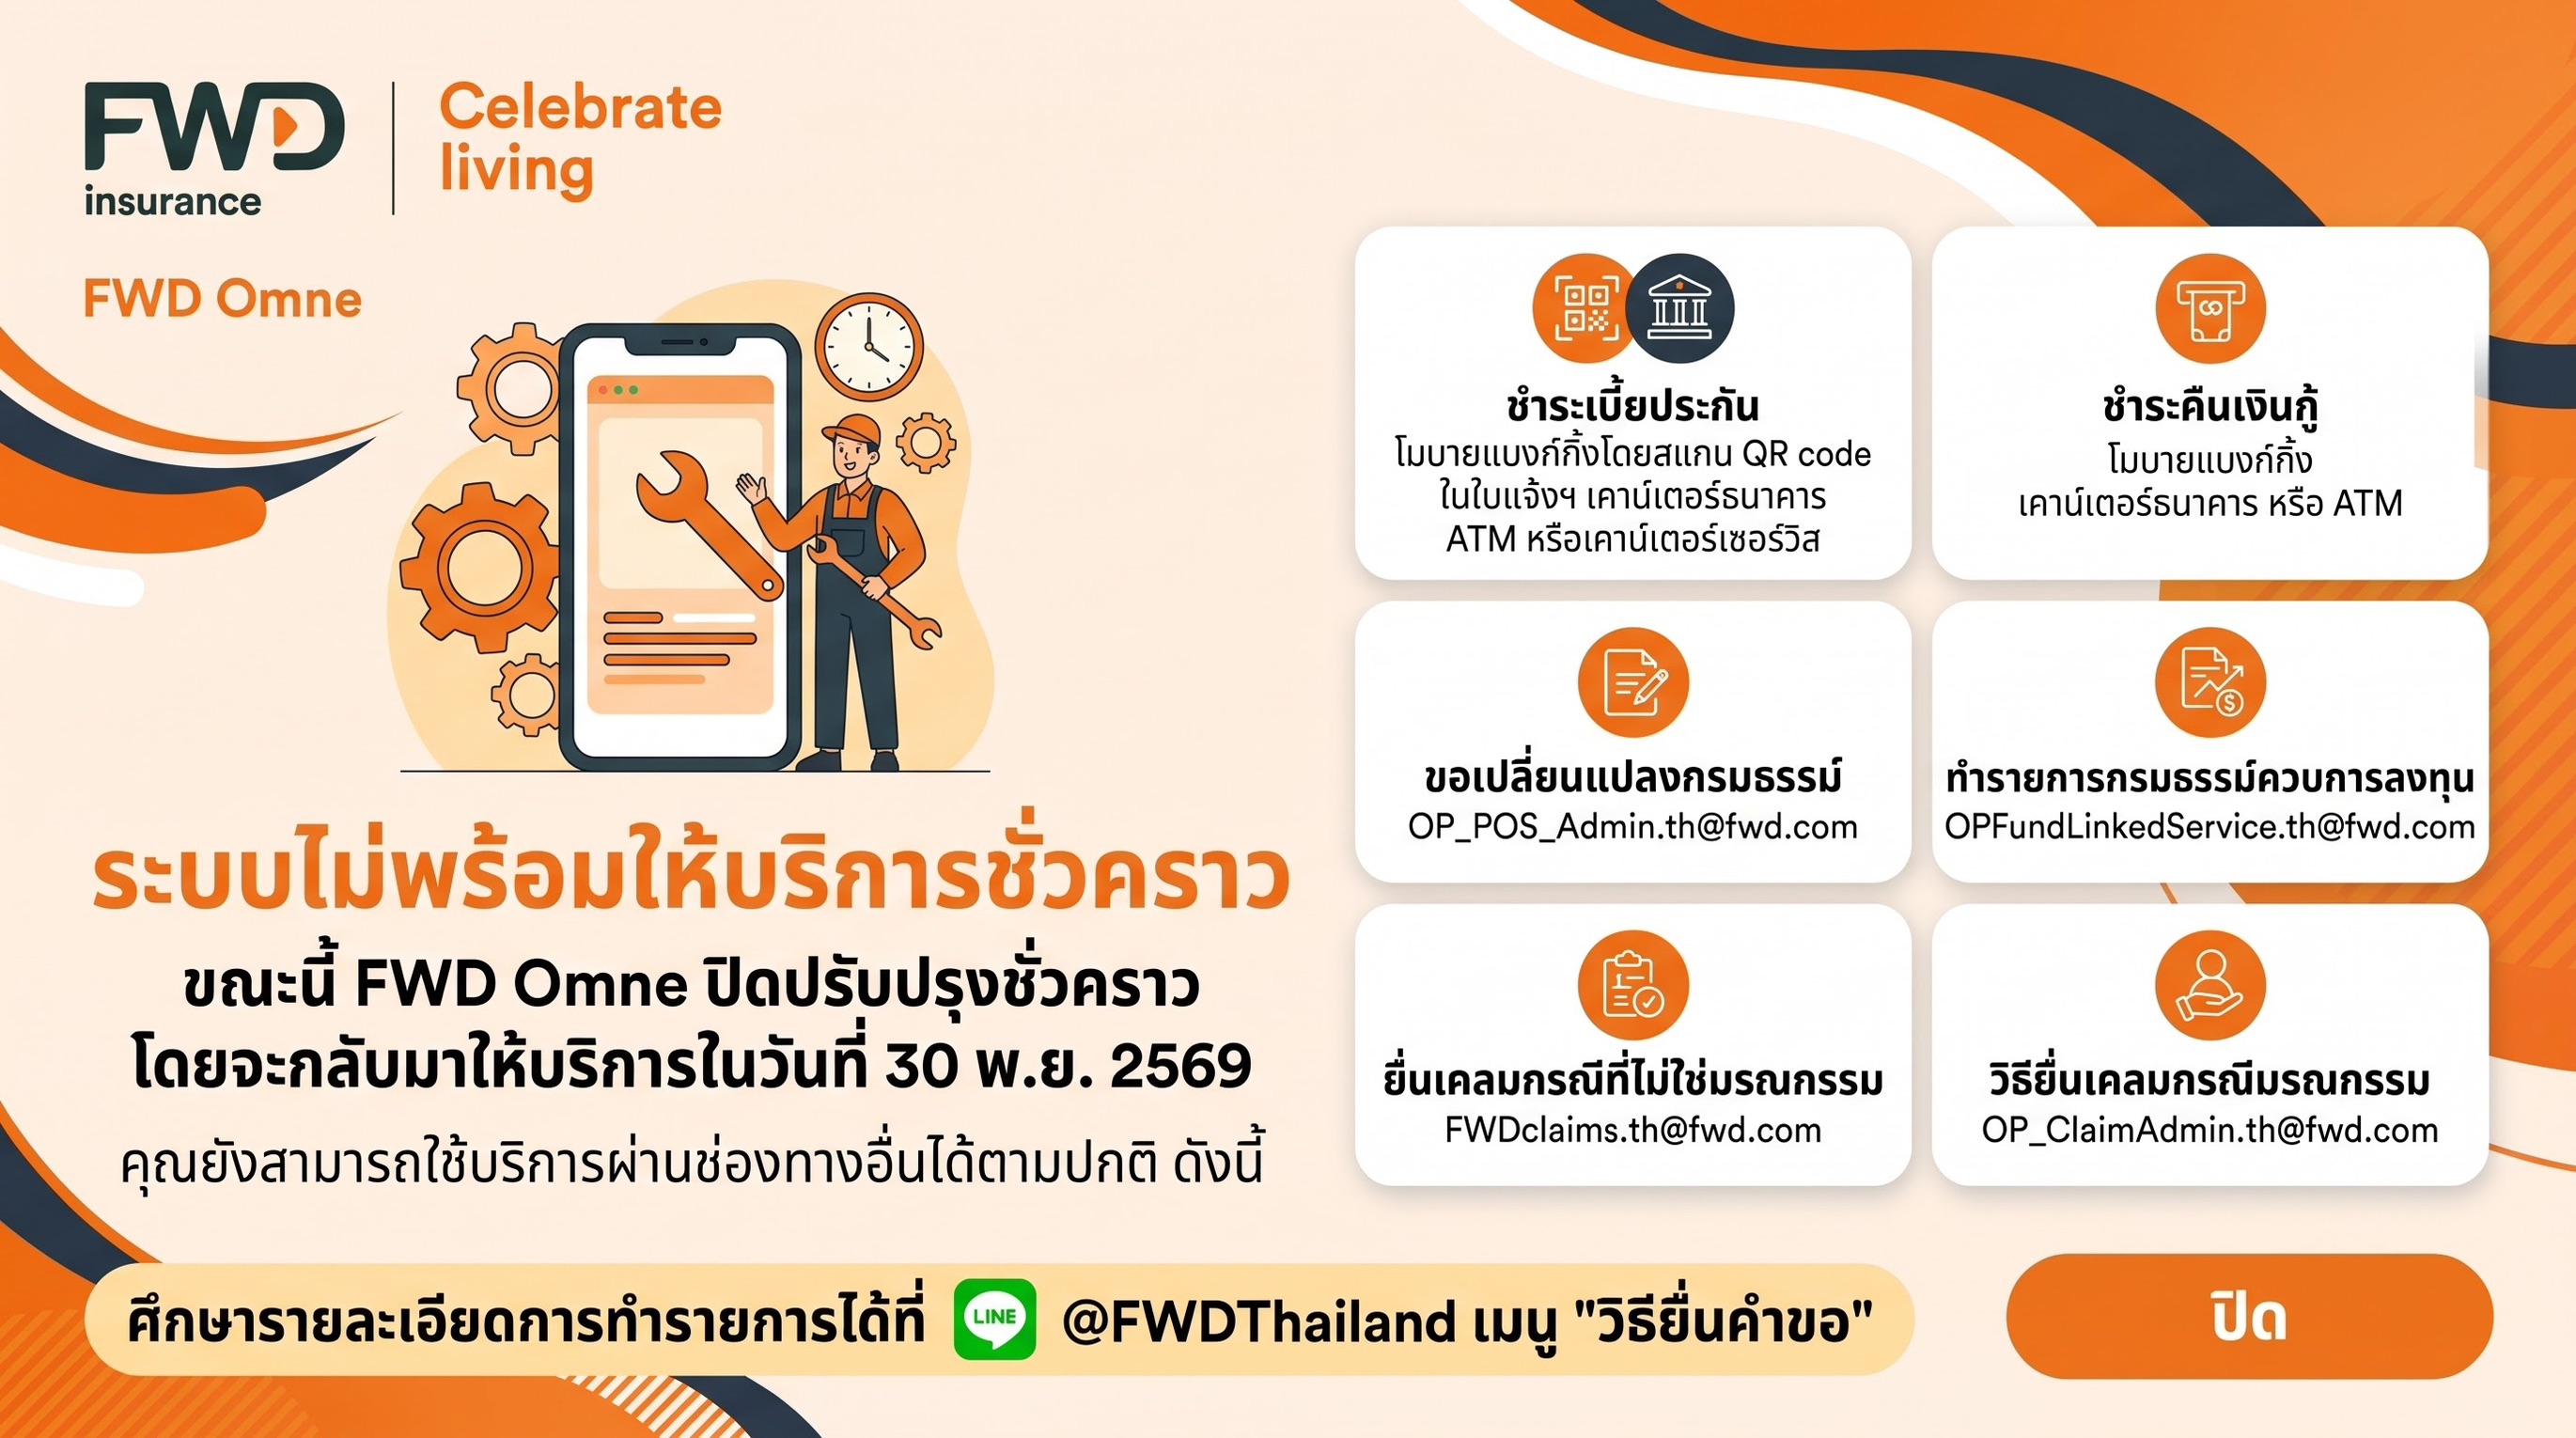 FWD
insurance
Celebrate
living
FWD Omne
ระบบไม่พร้อมให้บริการชั่วคราว
ขณะนี้ FWD Omne ปิดปรับปรุงชั่วคราว
โดยจะกลับมาให้บริการในวันที่ 30 พ.ย. 2569
คุณยังสามารถใช้บริการผ่านช่องทางอื่นได้ตามปกติ ดังนี้
ชำระเบี้ยประกัน
โมบายแบงก์กิ้งโดยสแกน QR code
ในใบแจ้งฯ เคาน์เตอร์ธนาคาร
ATM หรือเคาน์เตอร์เซอร์วิส
ชำระคืนเงินกู้
โมบายแบงก์กิ้ง
เคาน์เตอร์ธนาคาร หรือ ATM
ขอเปลี่ยนแปลงกรมธรรม์
OP_POS_Admin.th@fwd.com
ทำรายการกรมธรรม์ควบการลงทุน
OPFundLinkedService.th@fwd.com
ยื่นเคลมกรณีที่ไม่ใช่มรณกรรม
FWDclaims.th@fwd.com
วิธียื่นเคลมกรณีมรณกรรม
OP_ClaimAdmin.th@fwd.com
ศึกษารายละเอียดการทำรายการได้ที่ LINE @FWDThailand เมนู "วิธียื่นคำขอ"
ปิด